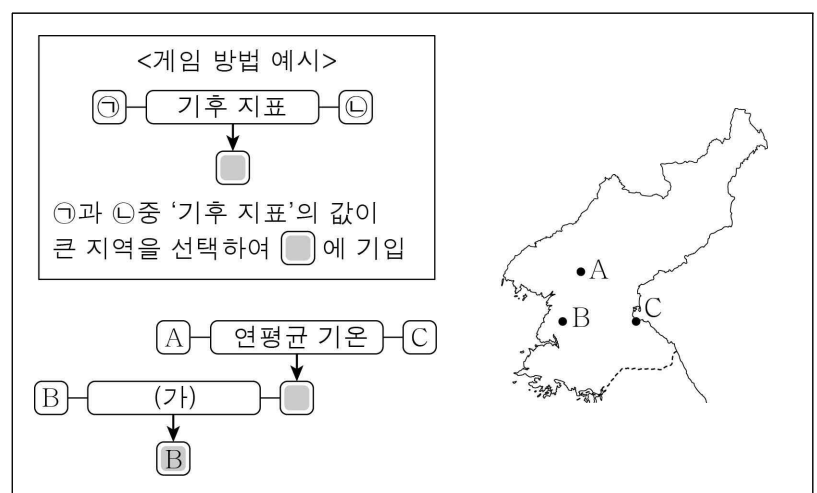 <게임 방법 예시>
㉠ 기후 지표 ㉡
㉠과 ㉡중 '기후 지표'의 값이
큰 지역을 선택하여 에 기입
A 연평균 기온 C
B (가)
B
A
B
C